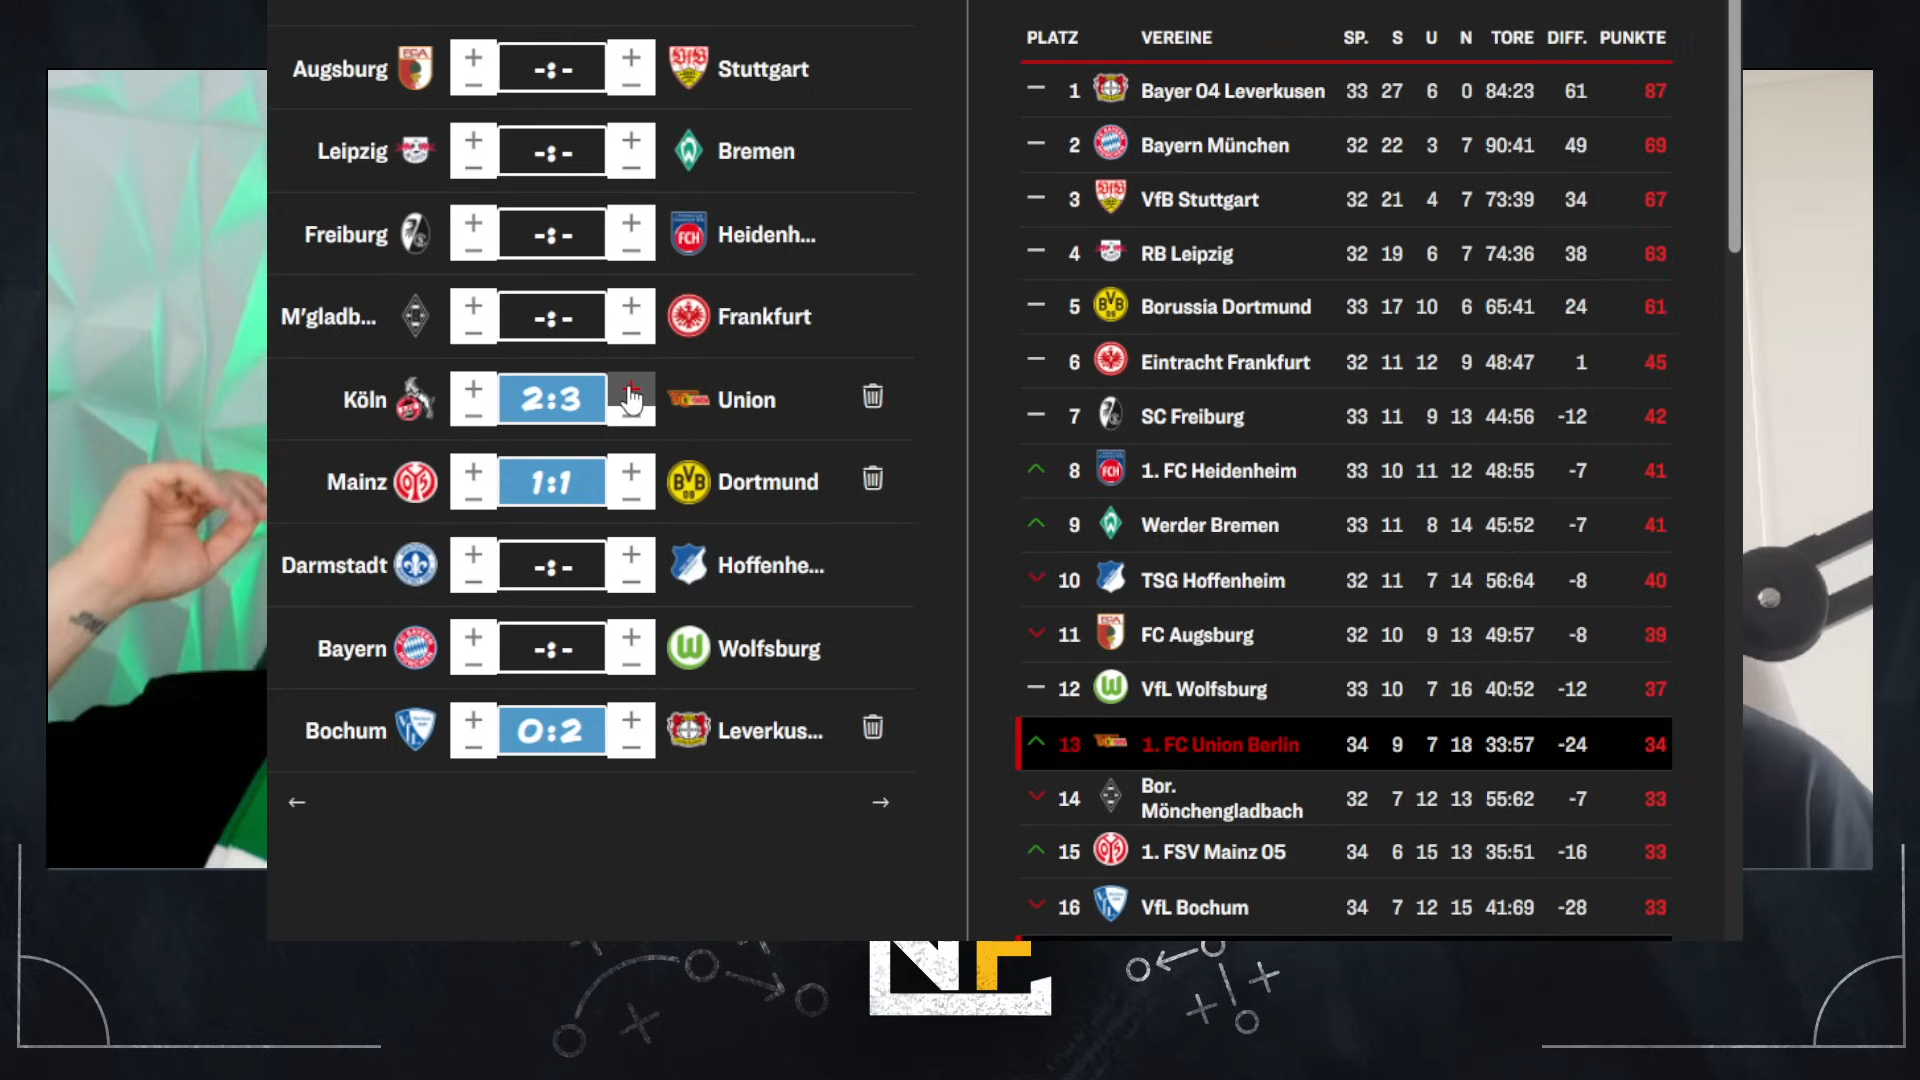 Augsburg + − -:- + − Stuttgart
Leipzig + − -:- + − Bremen
Freiburg + − -:- + − Heidenh...
M'gladb... + − -:- + − Frankfurt
Köln + − 2:3 + − Union
Mainz + − 1:1 + − Dortmund
Darmstadt + − -:- + − Hoffenhe...
Bayern + − -:- + − Wolfsburg
Bochum + − 0:2 + − Leverkus...
← →
PLATZ VEREINE SP. S U N TORE DIFF. PUNKTE
1 Bayer 04 Leverkusen 33 27 6 0 84:23 61 87
2 Bayern München 32 22 3 7 90:41 49 69
3 VfB Stuttgart 32 21 4 7 73:39 34 67
4 RB Leipzig 32 19 6 7 74:36 38 63
5 Borussia Dortmund 33 17 10 6 65:41 24 61
6 Eintracht Frankfurt 32 11 12 9 48:47 1 45
7 SC Freiburg 33 11 9 13 44:56 -12 42
8 1. FC Heidenheim 33 10 11 12 48:55 -7 41
9 Werder Bremen 33 11 8 14 45:52 -7 41
10 TSG Hoffenheim 32 11 7 14 56:64 -8 40
11 FC Augsburg 32 10 9 13 49:57 -8 39
12 VfL Wolfsburg 33 10 7 16 40:52 -12 37
13 1. FC Union Berlin 34 9 7 18 33:57 -24 34
14 Bor. Mönchengladbach 32 7 12 13 55:62 -7 33
15 1. FSV Mainz 05 34 6 15 13 35:51 -16 33
16 VfL Bochum 34 7 12 15 41:69 -28 33